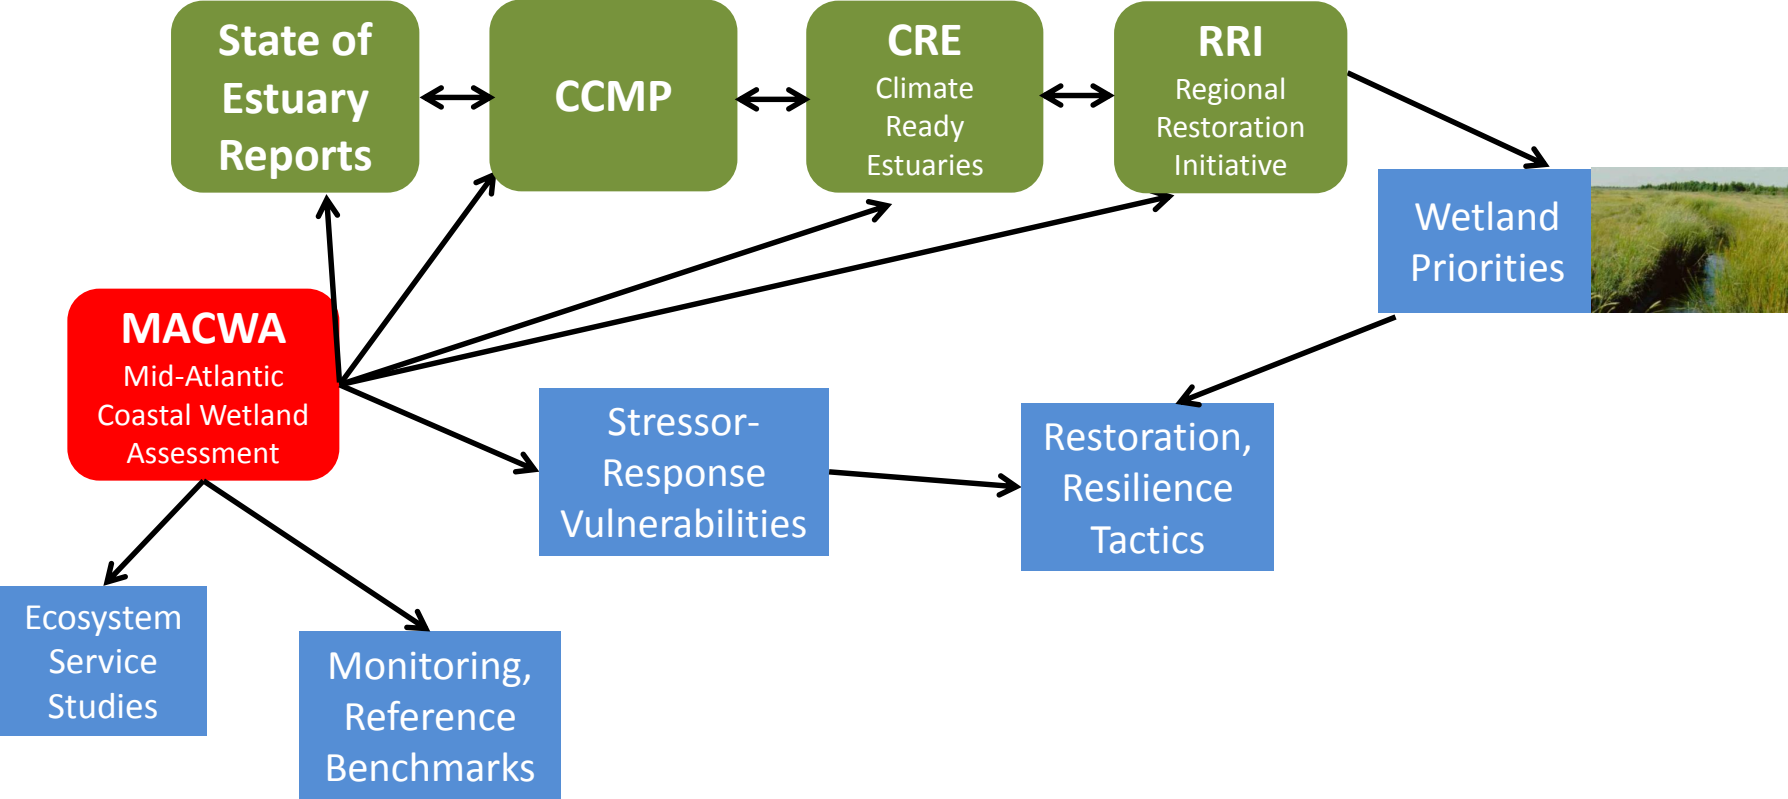 State of
Estuary
Reports
CCMP
CRE
Climate
Ready
Estuaries
RRI
Regional
Restoration
Initiative
Wetland
Priorities
MACWA
Mid-Atlantic
Coastal Wetland
Assessment
Stressor-
Response
Vulnerabilities
Restoration,
Resilience
Tactics
Ecosystem
Service
Studies
Monitoring,
Reference
Benchmarks